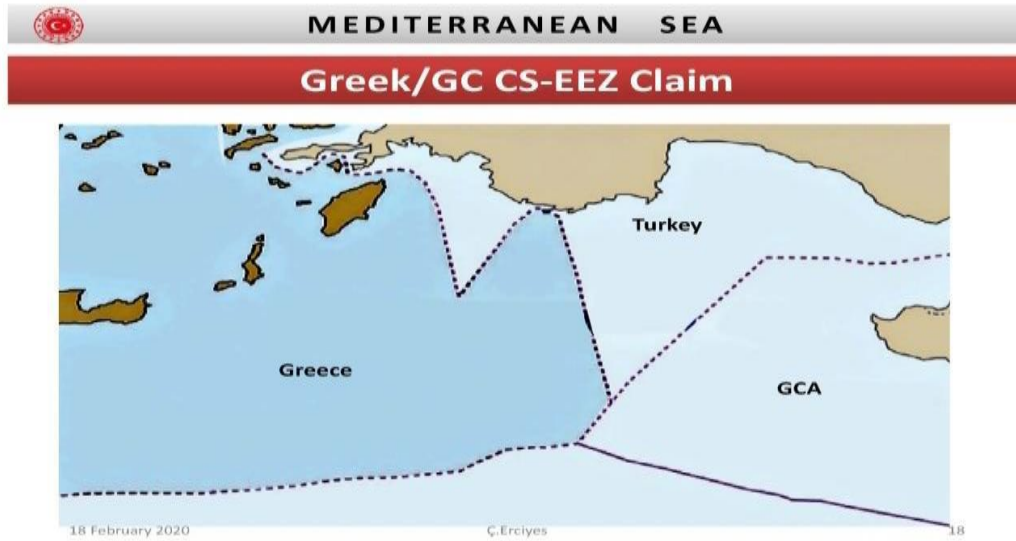 MEDITERRANEAN SEA
Greek/GC CS-EEZ Claim
Turkey
Greece
GCA
18 February 2020
Ç.Erciyes
18